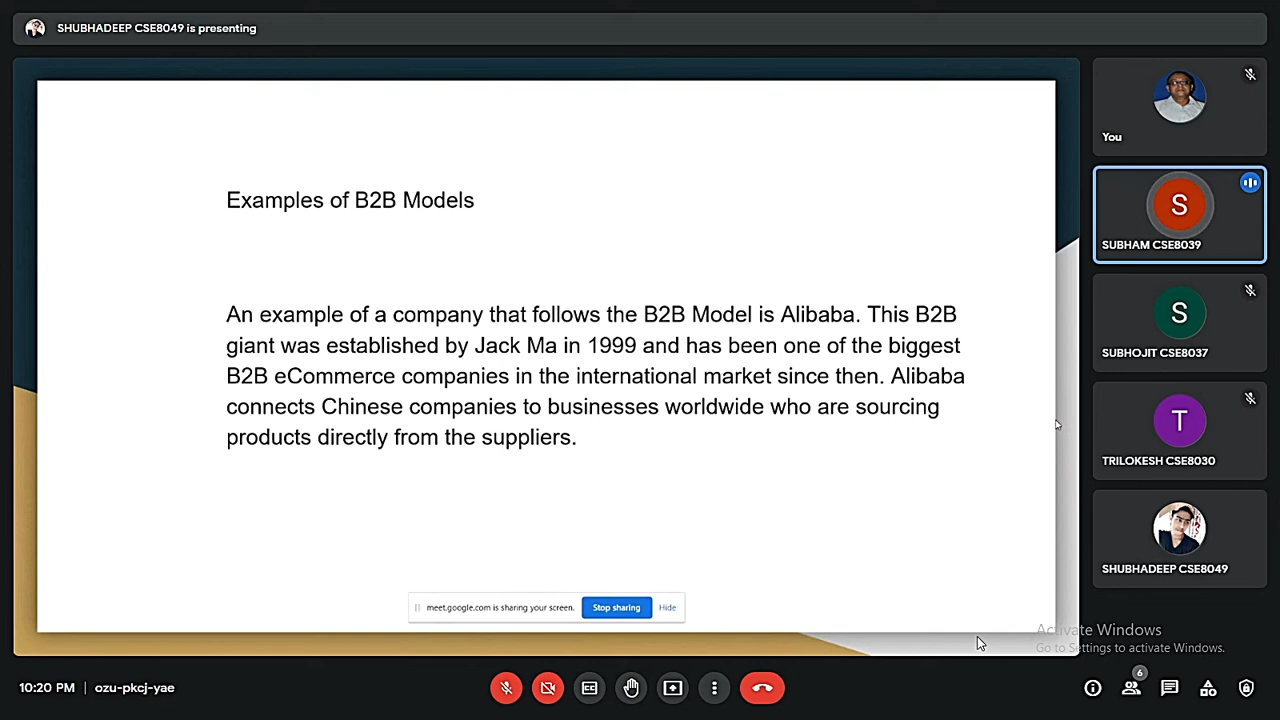 SHUBHADEEP CSE8049 is presenting
Examples of B2B Models
An example of a company that follows the B2B Model is Alibaba. This B2B
giant was established by Jack Ma in 1999 and has been one of the biggest
B2B eCommerce companies in the international market since then. Alibaba
connects Chinese companies to businesses worldwide who are sourcing
products directly from the suppliers.
meet.google.com is sharing your screen. Stop sharing Hide
You
S
SUBHAM CSE8039
S
SUBHOJIT CSE8037
T
TRILOKESH CSE8030
SHUBHADEEP CSE8049
Activate Windows
Go to Settings to activate Windows.
10:20 PM | ozu-pkcj-yae
6